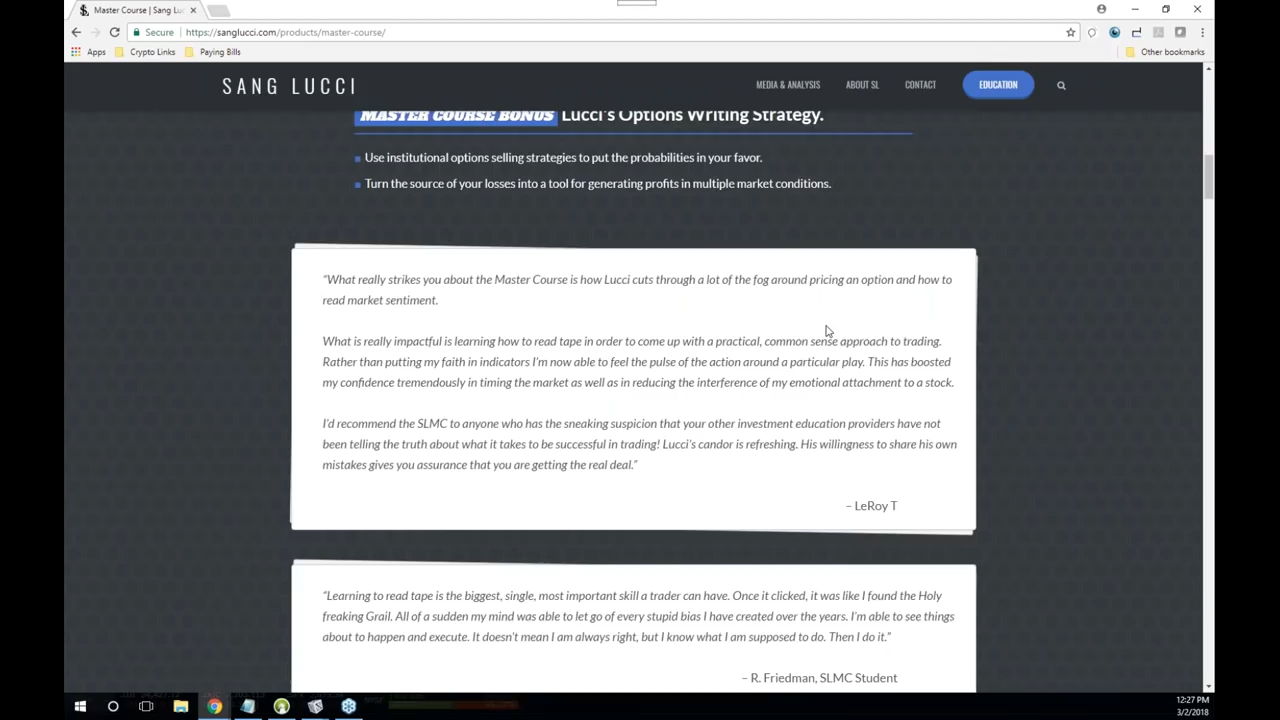 Master Course | Sang Luc
Secure
https://sanglucci.com/products/master-course/
Apps
Crypto Links
Paying Bills
Other bookmarks
SANG LUCCI
MEDIA & ANALYSIS
ABOUT SL
CONTACT
EDUCATION
MASTER COURSE BONUS Lucci's Options Writing Strategy.
Use institutional options selling strategies to put the probabilities in your favor.
Turn the source of your losses into a tool for generating profits in multiple market conditions.
“What really strikes you about the Master Course is how Lucci cuts through a lot of the fog around pricing an option and how to
read market sentiment.
What is really impactful is learning how to read tape in order to come up with a practical, common sense approach to trading.
Rather than putting my faith in indicators I'm now able to feel the pulse of the action around a particular play. This has boosted
my confidence tremendously in timing the market as well as in reducing the interference of my emotional attachment to a stock.
I'd recommend the SLMC to anyone who has the sneaking suspicion that your other investment education providers have not
been telling the truth about what it takes to be successful in trading! Lucci's candor is refreshing. His willingness to share his own
mistakes gives you assurance that you are getting the real deal.”
– LeRoy T
“Learning to read tape is the biggest, single, most important skill a trader can have. Once it clicked, it was like I found the Holy
freaking Grail. All of a sudden my mind was able to let go of every stupid bias I have created over the years. I'm able to see things
about to happen and execute. It doesn't mean I am always right, but I know what I am supposed to do. Then I do it.”
– R. Friedman, SLMC Student
12:27 PM
3/2/2018